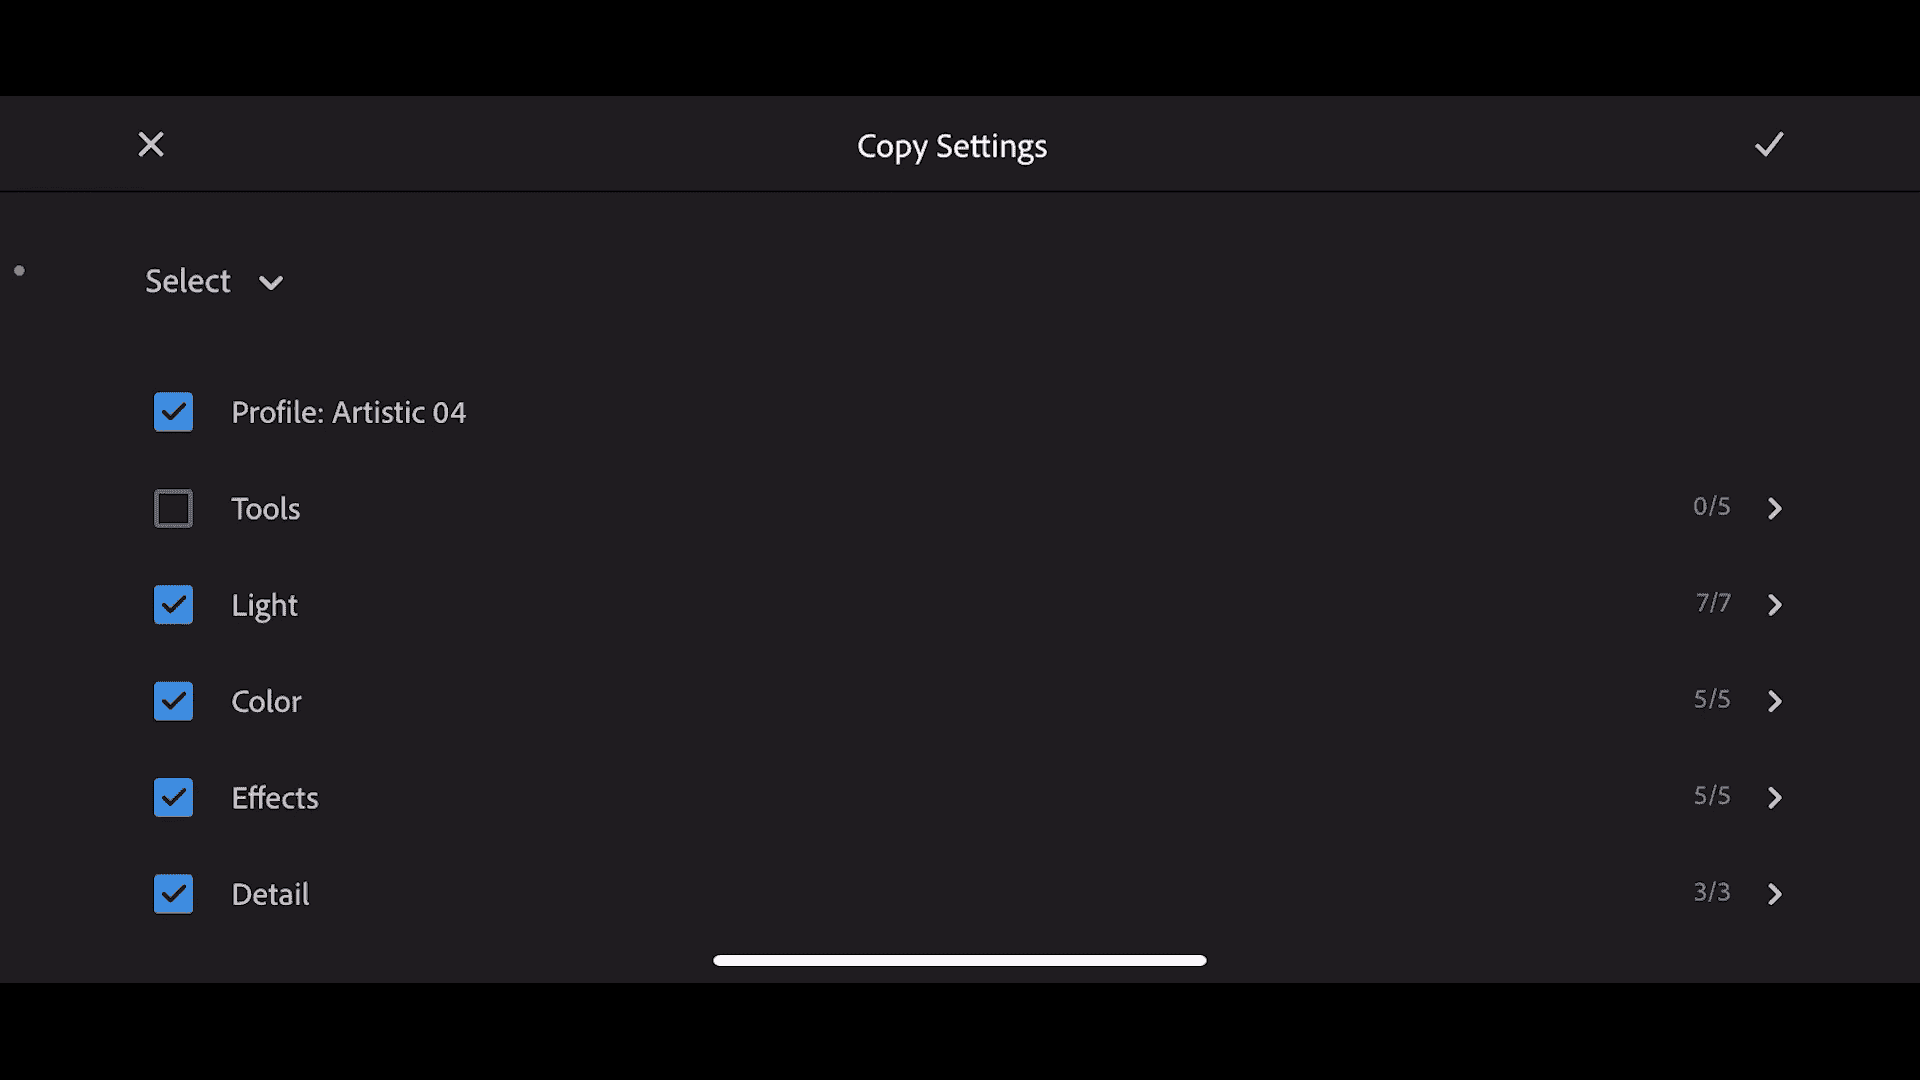 Copy Settings
Select
Profile: Artistic 04
Tools 0/5
Light 7/7
Color 5/5
Effects 5/5
Detail 3/3